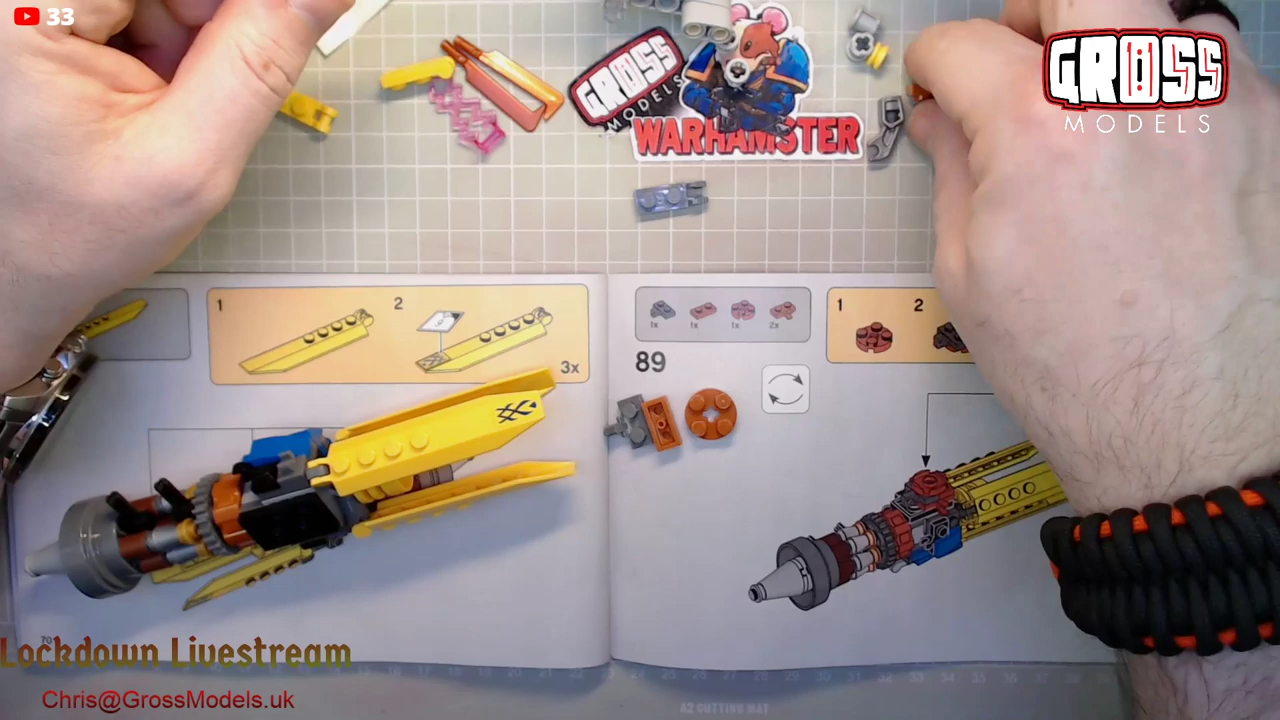 33
GROSS
MODELS
GROSS
MODELS
WARHAMSTER
1
2
3x
1x
1x
1x
2x
89
1
2
70
Lockdown Livestream
Chris@GrossModels.uk
A2 CUTTING MAT